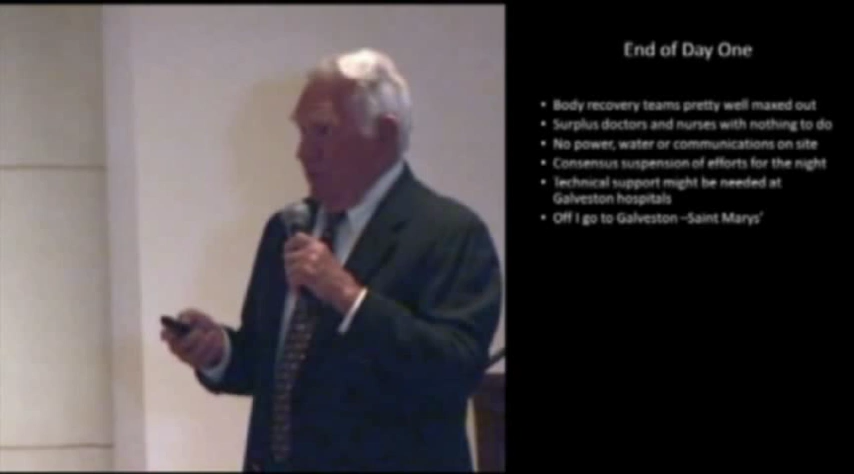 End of Day One
• Body recovery teams pretty well maxed out
• Surplus doctors and nurses with nothing to do
• No power, water or communications on site
• Consensus suspension of efforts for the night
• Technical support might be needed at
Galveston hospitals
• Off I go to Galveston –Saint Marys'